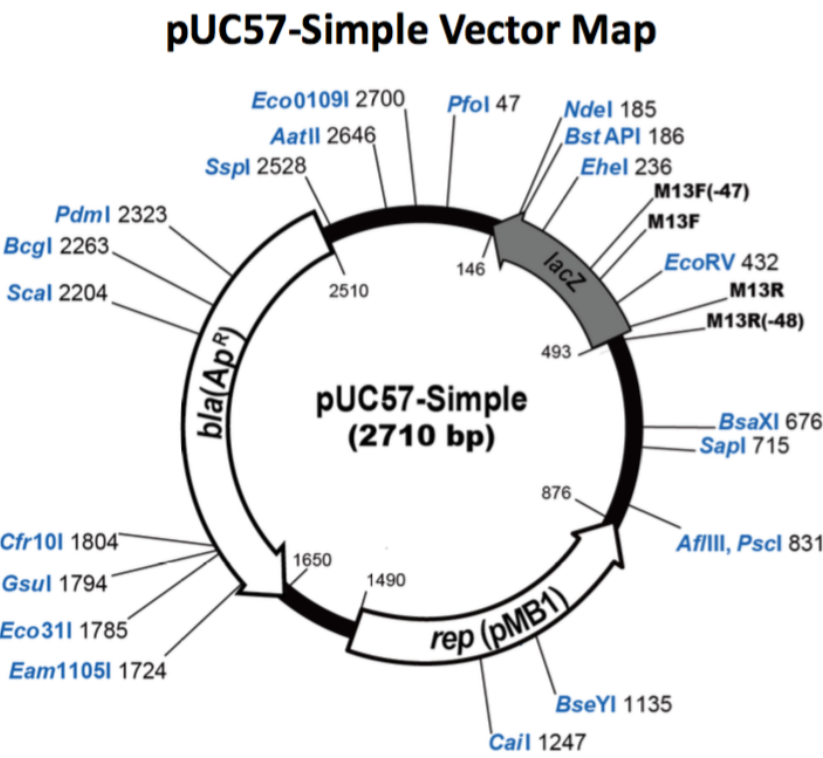 pUC57-Simple Vector Map
Eco0109I 2700
PfoI 47
NdeI 185
AatII 2646
BstAPI 186
SspI 2528
EheI 236
M13F(-47)
PdmI 2323
M13F
BcgI 2263
EcoRV 432
lacZ
146
ScaI 2204
2510
M13R
M13R(-48)
493
bla(ApR)
pUC57-Simple
(2710 bp)
BsaXI 676
SapI 715
876
Cfr10I 1804
AflIII, PscI 831
1650
GsuI 1794
1490
Eco31I 1785
rep (pMB1)
Eam1105I 1724
BseYI 1135
CaiI 1247